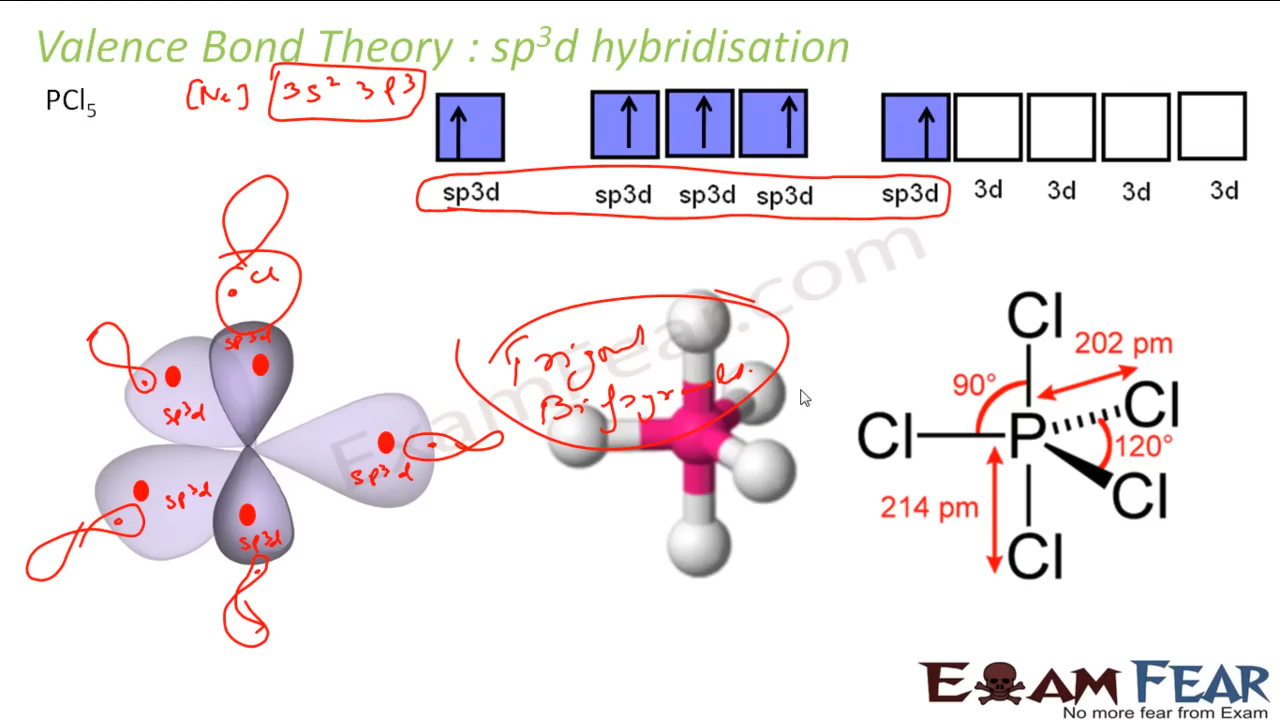 Valence Bond Theory : sp³d hybridisation
PCl₅
[Ne] 3s² 3p³
sp3d sp3d sp3d sp3d sp3d 3d 3d 3d 3d
Cl
sp³d
sp³d
sp³d
sp³d
sp³d
Trigonal
ExamFear.com
Cl
202 pm
90°
Cl
Cl
P
120°
214 pm
Cl
Cl
EXAM FEAR
No more fear from Exam